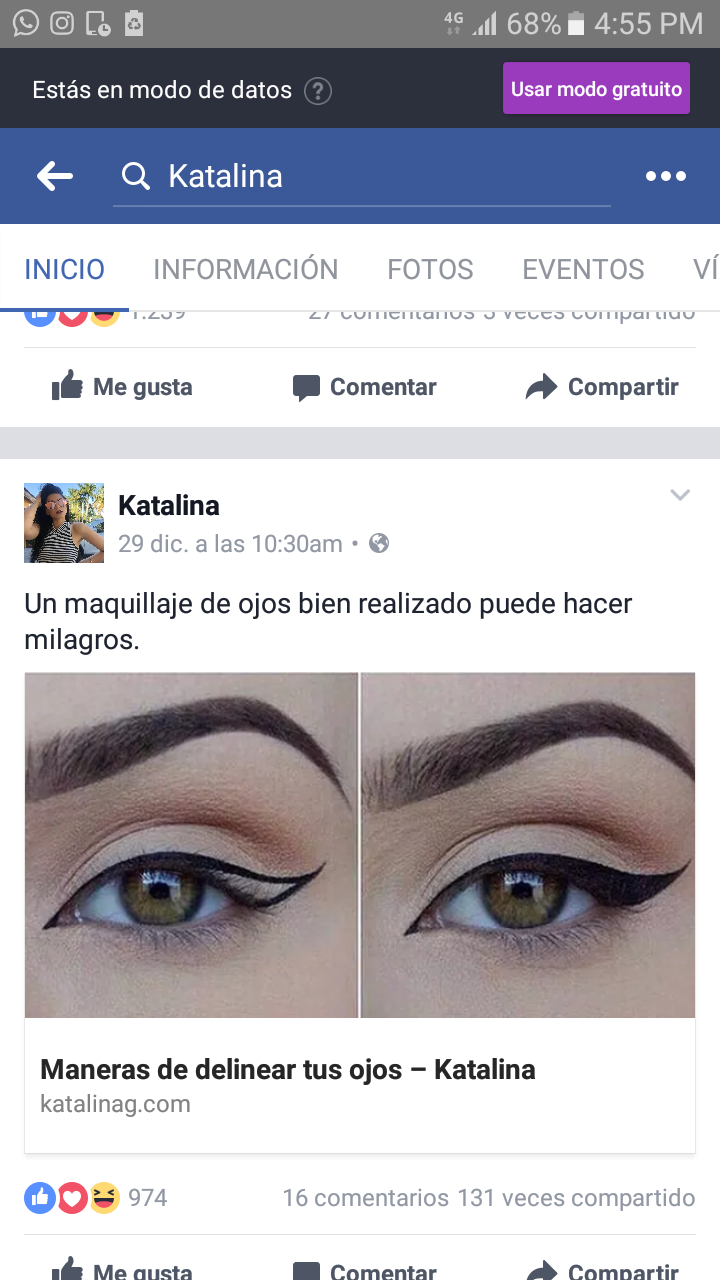 4G 68% 4:55 PM
Estás en modo de datos ? Usar modo gratuito
Katalina
INICIO INFORMACIÓN FOTOS EVENTOS VÍ
1.239 27 comentarios 3 veces compartido
Me gusta Comentar Compartir
Katalina
29 dic. a las 10:30am •
Un maquillaje de ojos bien realizado puede hacer
milagros.
Maneras de delinear tus ojos – Katalina
katalinag.com
974 16 comentarios 131 veces compartido
Me gusta Comentar Compartir